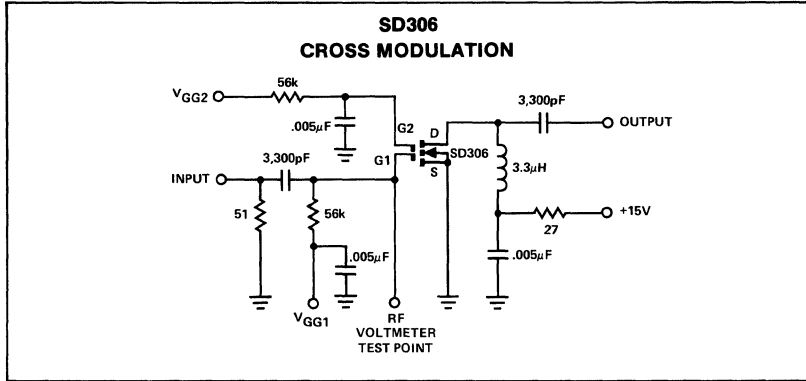 SD306
CROSS MODULATION
56k
VGG2
3,300pF
.005μF
G2
D
OUTPUT
3,300pF
G1
SD306
3.3μH
INPUT
S
51
56k
+15V
27
.005μF
.005μF
VGG1
RF
VOLTMETER
TEST POINT